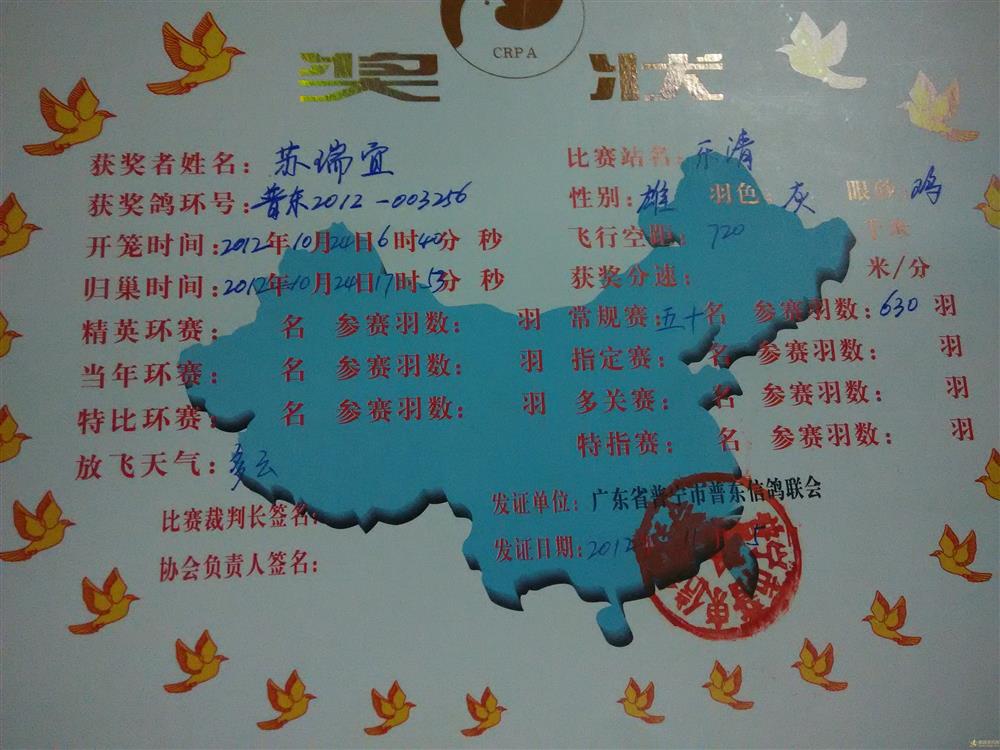 CRPA
奖状
获奖者姓名：苏瑞宜 比赛站名：乐清
获奖鸽环号：普东2012-003256 性别：雄 羽色：灰 眼砂：鸡
开笼时间：2012年10月24日6时40分 秒 飞行空距：720 千米
归巢时间：2012年10月24日17时53分 秒 获奖分速： 米/分
精英环赛： 名 参赛羽数： 羽 常规赛：五十名 参赛羽数：630羽
当年环赛： 名 参赛羽数： 羽 指定赛： 名 参赛羽数： 羽
特比环赛： 名 参赛羽数： 羽 多关赛： 名 参赛羽数： 羽
特指赛： 名 参赛羽数： 羽
放飞天气：多云
发证单位：广东省普宁市普东信鸽联会
比赛裁判长签名：
发证日期：2012
协会负责人签名：